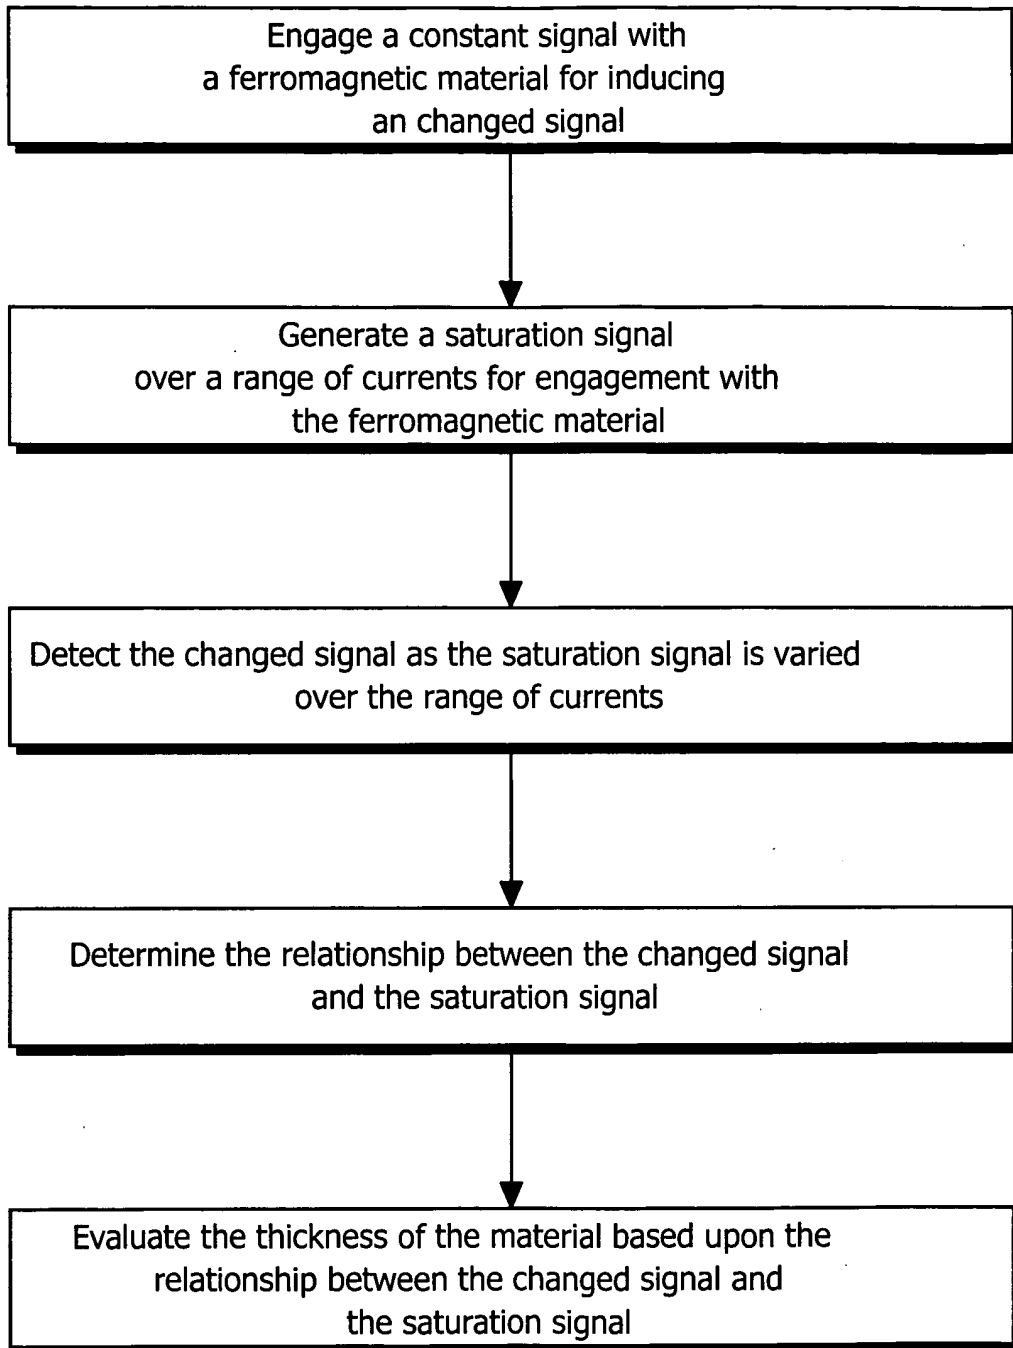 Engage a constant signal with
a ferromagnetic material for inducing
an changed signal
Generate a saturation signal
over a range of currents for engagement with
the ferromagnetic material
Detect the changed signal as the saturation signal is varied
over the range of currents
Determine the relationship between the changed signal
and the saturation signal
Evaluate the thickness of the material based upon the
relationship between the changed signal and
the saturation signal